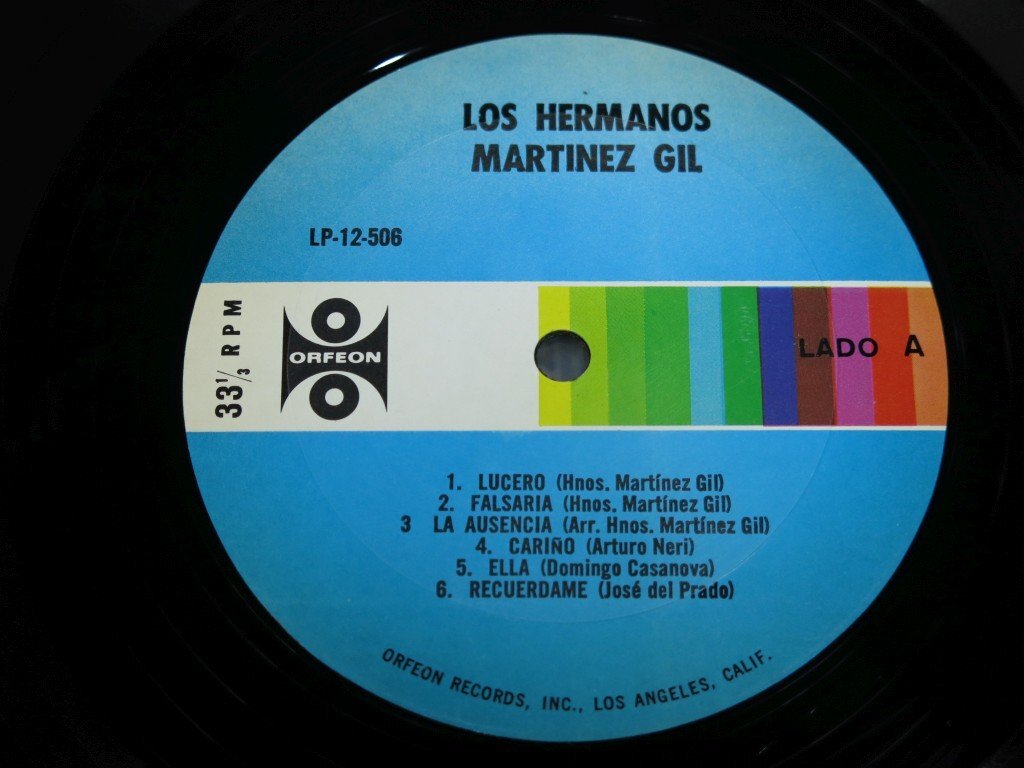 LOS HERMANOS
MARTINEZ GIL
LP-12-506
33⅓ RPM
ORFEON
LADO A
1. LUCERO (Hnos. Martínez Gil)
2. FALSARIA (Hnos. Martínez Gil)
3 LA AUSENCIA (Arr. Hnos. Martínez Gil)
4. CARIÑO (Arturo Neri)
5. ELLA (Domingo Casanova)
6. RECUERDAME (José del Prado)
ORFEON RECORDS, INC., LOS ANGELES, CALIF.